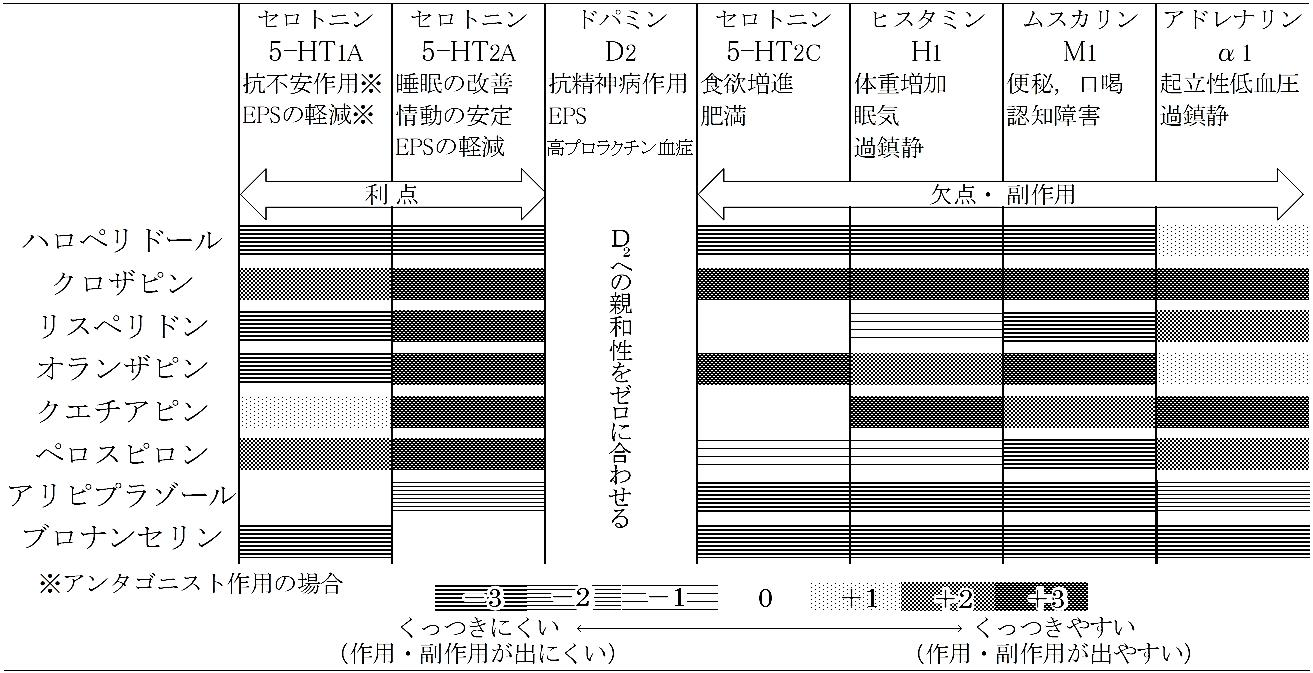 セロトニン
5-HT1A
抗不安作用※
EPSの軽減※
セロトニン
5-HT2A
睡眠の改善
情動の安定
EPSの軽減
ドパミン
D2
抗精神病作用
EPS
高プロラクチン血症
セロトニン
5-HT2C
食欲増進
肥満
ヒスタミン
H1
体重増加
眠気
過鎮静
ムスカリン
M1
便秘，口喝
認知障害
アドレナリン
α1
起立性低血圧
過鎮静
利点
欠点・副作用
ハロペリドール
クロザピン
リスペリドン
オランザピン
クエチアピン
ペロスピロン
アリピプラゾール
ブロナンセリン
D2への親和性をゼロに合わせる
※アンタゴニスト作用の場合
-3 -2 -1 0 +1 +2 +3
くっつきにくい くっつきやすい
(作用・副作用が出にくい) (作用・副作用が出やすい)